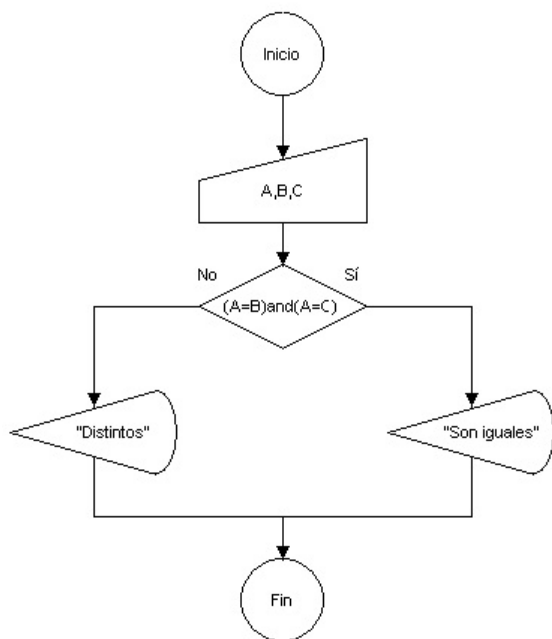 Inicio
A,B,C
No
Sí
(A=B)and(A=C)
"Distintos"
"Son iguales"
Fin